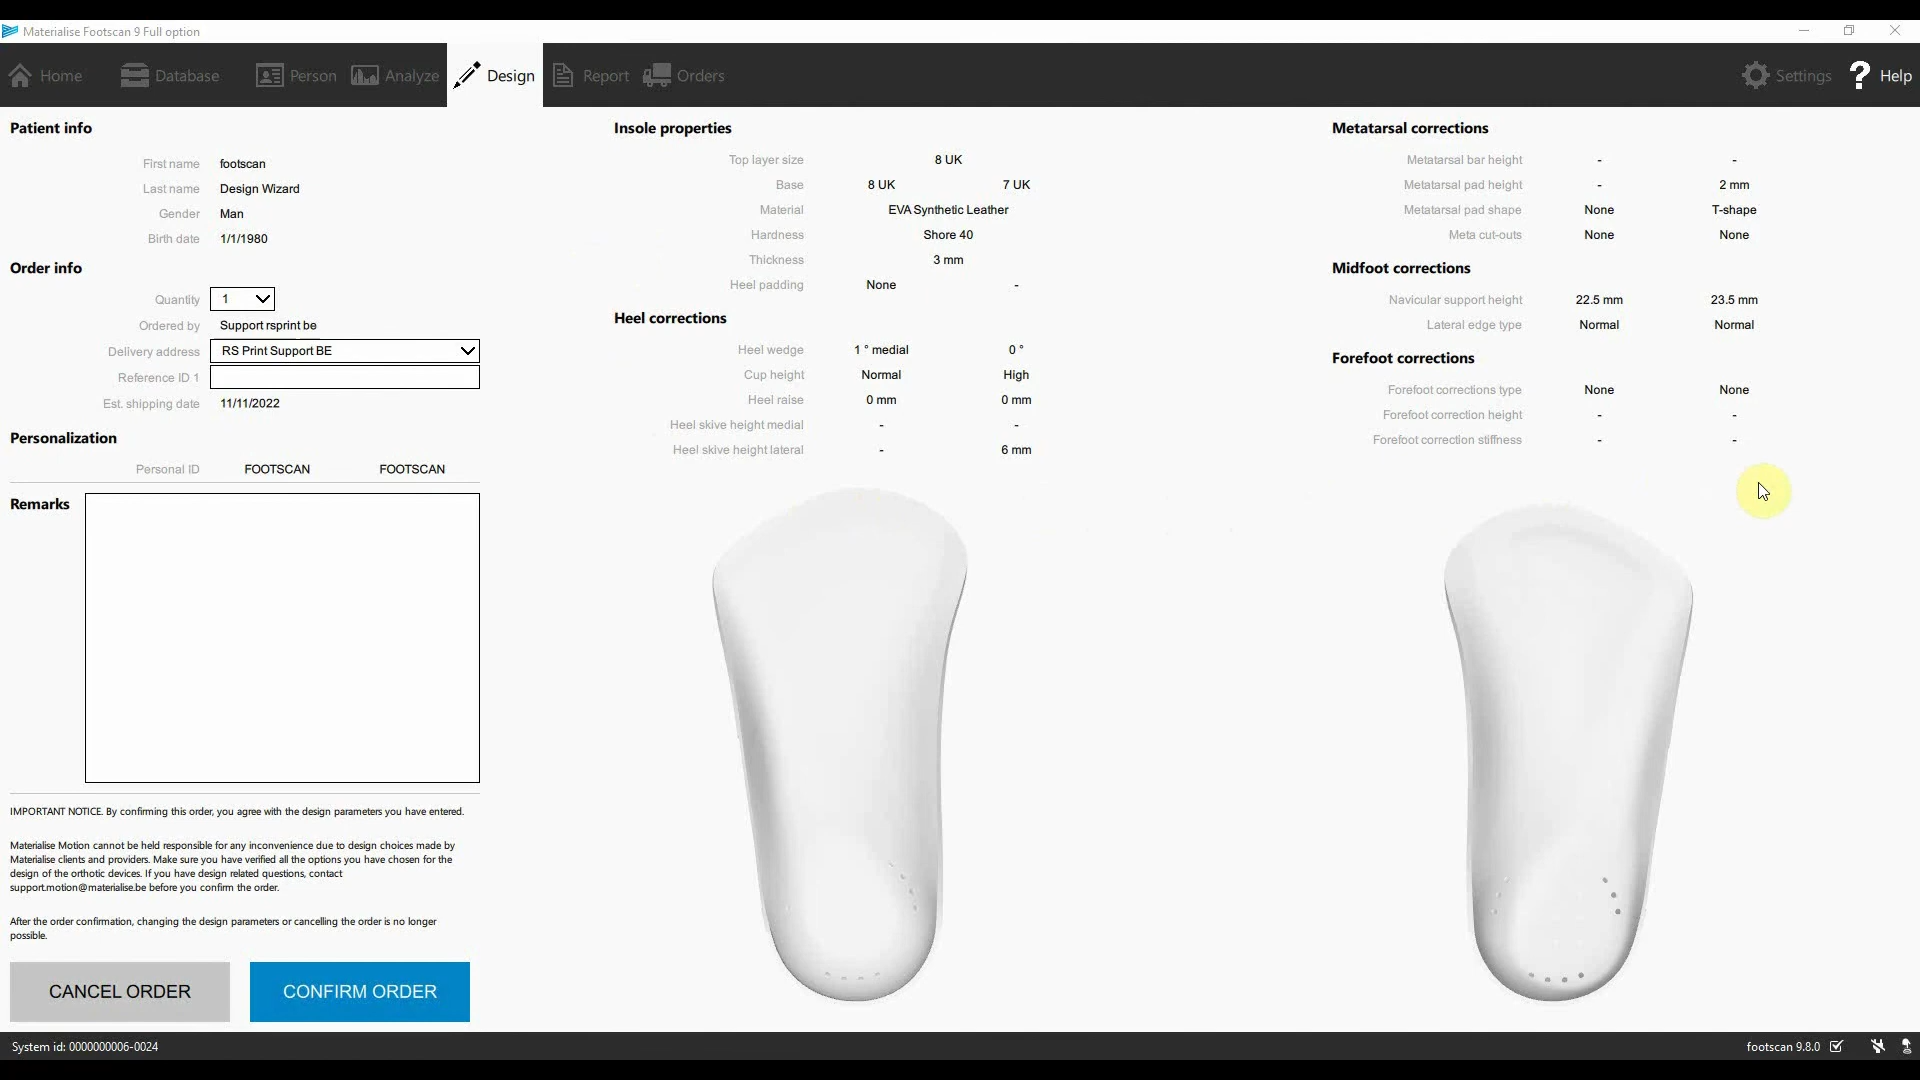 Materialise Footscan 9 Full option
Home Database Person Analyze Design Report Orders Settings Help
Patient info
First name footscan
Last name Design Wizard
Gender Man
Birth date 1/1/1980
Order info
Quantity 1
Ordered by Support rsprint be
Delivery address RS Print Support BE
Reference ID 1
Est. shipping date 11/11/2022
Personalization
Personal ID FOOTSCAN FOOTSCAN
Remarks
IMPORTANT NOTICE. By confirming this order, you agree with the design parameters you have entered.
Materialise Motion cannot be held responsible for any inconvenience due to design choices made by
Materialise clients and providers. Make sure you have verified all the options you have chosen for the
design of the orthotic devices. If you have design related questions, contact
support.motion@materialise.be before you confirm the order.
After the order confirmation, changing the design parameters or cancelling the order is no longer
possible.
CANCEL ORDER CONFIRM ORDER
Insole properties
Top layer size 8 UK
Base 8 UK 7 UK
Material EVA Synthetic Leather
Hardness Shore 40
Thickness 3 mm
Heel padding None -
Heel corrections
Heel wedge 1 ° medial 0 °
Cup height Normal High
Heel raise 0 mm 0 mm
Heel skive height medial - -
Heel skive height lateral - 6 mm
Metatarsal corrections
Metatarsal bar height - -
Metatarsal pad height - 2 mm
Metatarsal pad shape None T-shape
Meta cut-outs None None
Midfoot corrections
Navicular support height 22.5 mm 23.5 mm
Lateral edge type Normal Normal
Forefoot corrections
Forefoot corrections type None None
Forefoot correction height - -
Forefoot correction stiffness - -
System id: 0000000006-0024
footscan 9.8.0